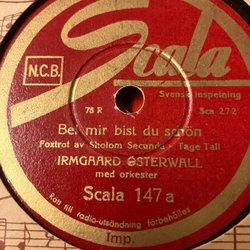 Scala
N.C.B.
Svensk inspelning
78 R
Sca 272
Bei mir bist du schön
Foxtrot av Sholom Secunda - Tage Tall
IRMGAARD ÖSTERWALL
med orkester
Scala 147 a
Rätt till radio-utsändning förbehålles
Imp.